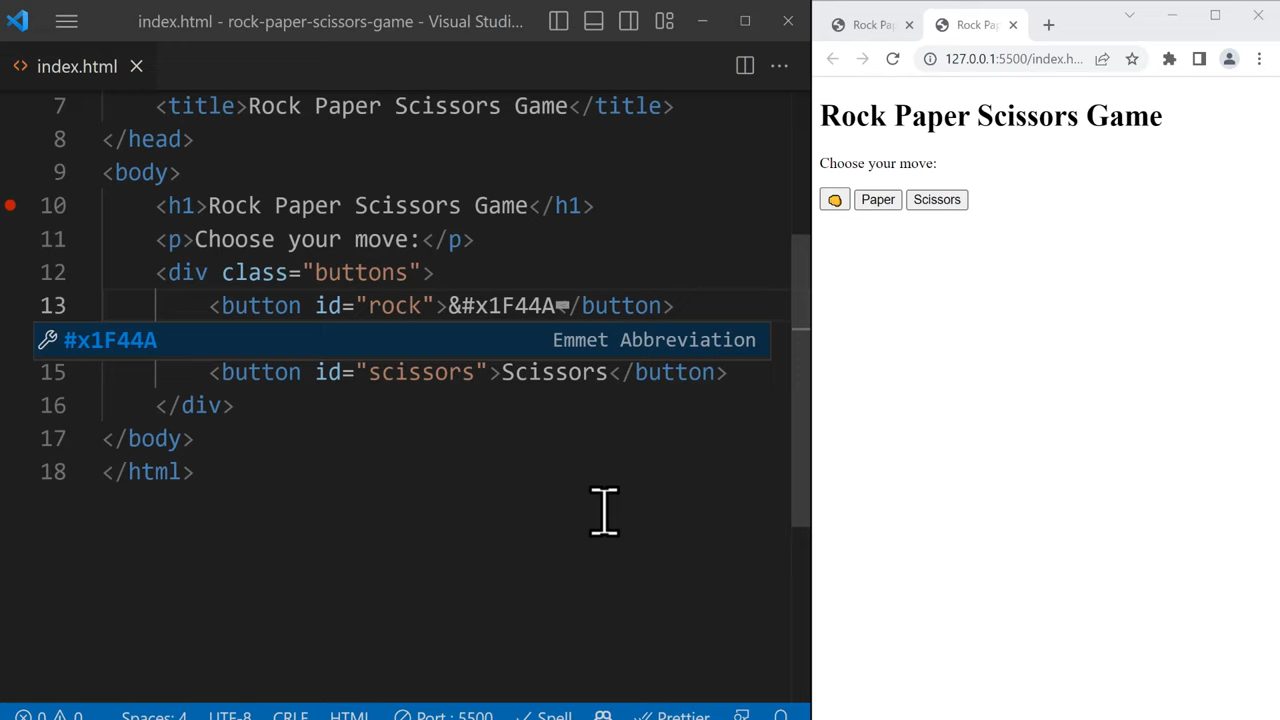 index.html - rock-paper-scissors-game - Visual Studi...
index.html
7 <title>Rock Paper Scissors Game</title>
8 </head>
9 <body>
10 <h1>Rock Paper Scissors Game</h1>
11 <p>Choose your move:</p>
12 <div class="buttons">
13 <button id="rock">&#x1F44A</button>
#x1F44A Emmet Abbreviation
15 <button id="scissors">Scissors</button>
16 </div>
17 </body>
18 </html>
0 0 Spaces: 4 UTF-8 CRLF HTML Port : 5500 Spell Prettier
Rock Pap Rock Pap
127.0.0.1:5500/index.h...
Rock Paper Scissors Game
Choose your move:
👊 Paper Scissors